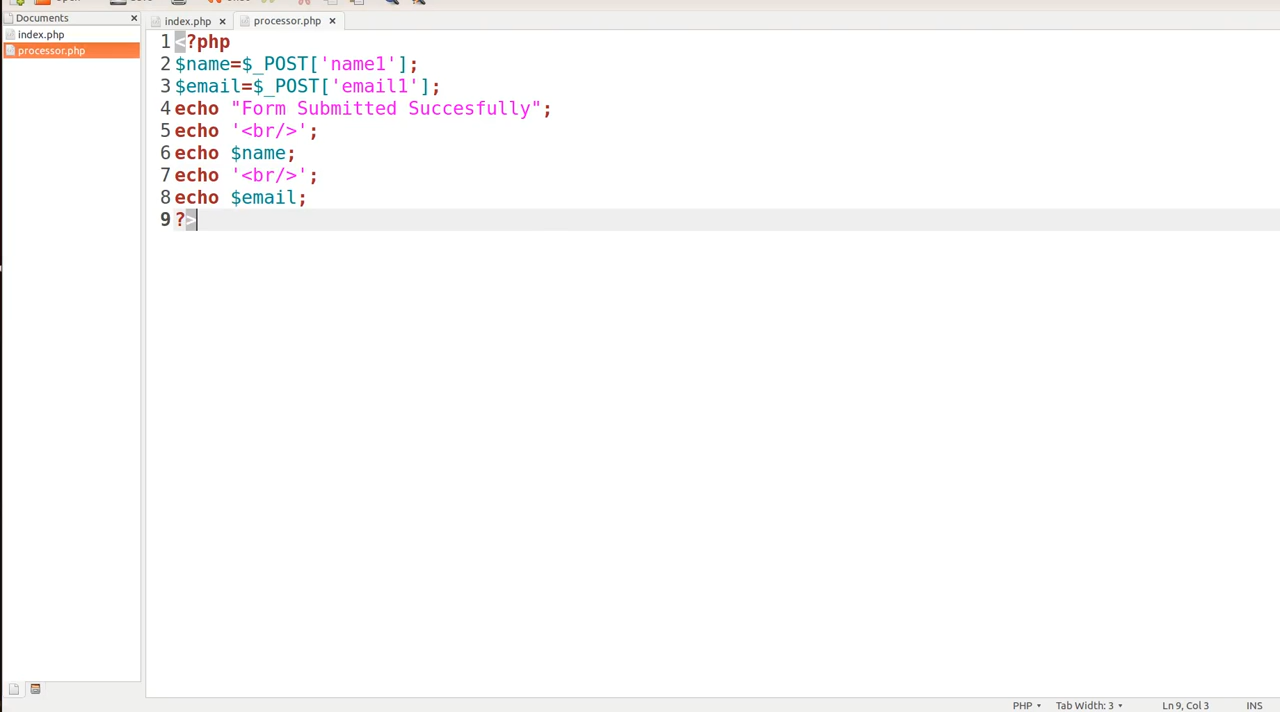 Documents
index.php
processor.php
index.php
processor.php
1 <?php
2 $name=$_POST['name1'];
3 $email=$_POST['email1'];
4 echo "Form Submitted Succesfully";
5 echo '<br/>';
6 echo $name;
7 echo '<br/>';
8 echo $email;
9 ?>
PHP
Tab Width: 3
Ln 9, Col 3
INS